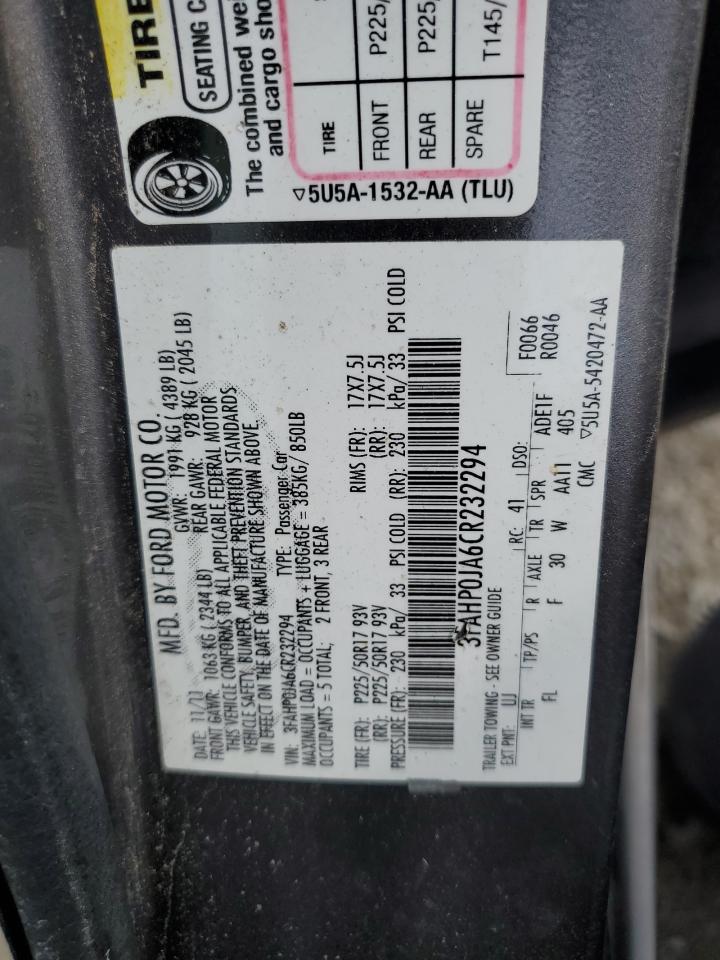 TIRE
SEATING C
The combined wei
and cargo sho
TIRE
FRONT P225/
REAR P225/
SPARE T145/
▽5U5A-1532-AA (TLU)
MFD. BY FORD MOTOR CO.
DATE: 11/11 GVWR: 1991 KG ( 4389 LB)
FRONT GAWR: 1063 KG ( 2344 LB) REAR GAWR: 928 KG ( 2045 LB)
THIS VEHICLE CONFORMS TO ALL APPLICABLE FEDERAL MOTOR
VEHICLE SAFETY, BUMPER, AND THEFT PREVENTION STANDARDS
IN EFFECT ON THE DATE OF MANUFACTURE SHOWN ABOVE.
VIN: 3FAHP0JA6CR232294 TYPE: Passenger Car
MAXIMUM LOAD = OCCUPANTS + LUGGAGE = 385KG/ 850LB
OCCUPANTS = 5 TOTAL; 2 FRONT, 3 REAR
TIRE (FR): P225/50R17 93V RIMS (FR): 17X7.5J
(RR): P225/50R17 93V (RR): 17X7.5J
PRESSURE (FR): 230 kPa/ 33 PSI COLD (RR): 230 kPa/ 33 PSI COLD
3FAHP0JA6CR232294
TRAILER TOWING - SEE OWNER GUIDE
EXT PNT: UJ RC: 41 DSO: F0066
R0046
INT TR TP/PS R AXLE TR SPR ADE1F
FL F 30 W AA11 405
CMC ▽5U5A-5420472-AA